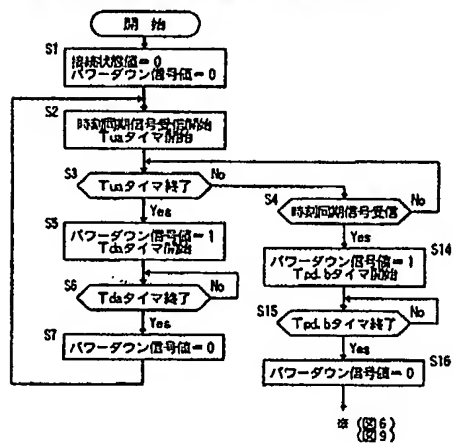 開 始
S1
接続状態値=0
パワーダウン信号値=0
S2
時刻同期信号受信開始
Tuaタイマ開始
S3
Tuaタイマ終了
No
Yes
S4
時刻同期信号受信
No
Yes
S5
パワーダウン信号値=1
Tdaタイマ開始
S14
パワーダウン信号値=1
Tpd.bタイマ開始
S6
Tdaタイマ終了
No
Yes
S15
Tpd.bタイマ終了
No
Yes
S7
パワーダウン信号値=0
S16
パワーダウン信号値=0
※ (図6)
(図9)